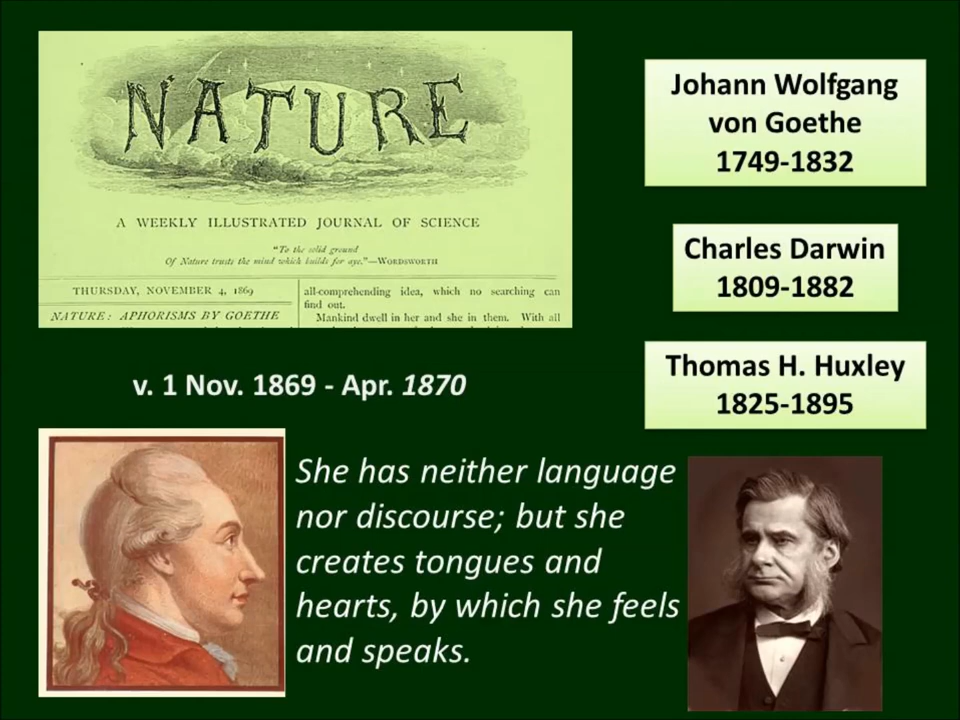 NATURE
A WEEKLY ILLUSTRATED JOURNAL OF SCIENCE
"To the solid ground
Of Nature trusts the mind which builds for aye."—WORDSWORTH
THURSDAY, NOVEMBER 4, 1869
NATURE: APHORISMS BY GOETHE
all-comprehending idea, which no searching can
find out.
Mankind dwell in her and she in them. With all
v. 1 Nov. 1869 - Apr. 1870
Johann Wolfgang
von Goethe
1749-1832
Charles Darwin
1809-1882
Thomas H. Huxley
1825-1895
She has neither language
nor discourse; but she
creates tongues and
hearts, by which she feels
and speaks.